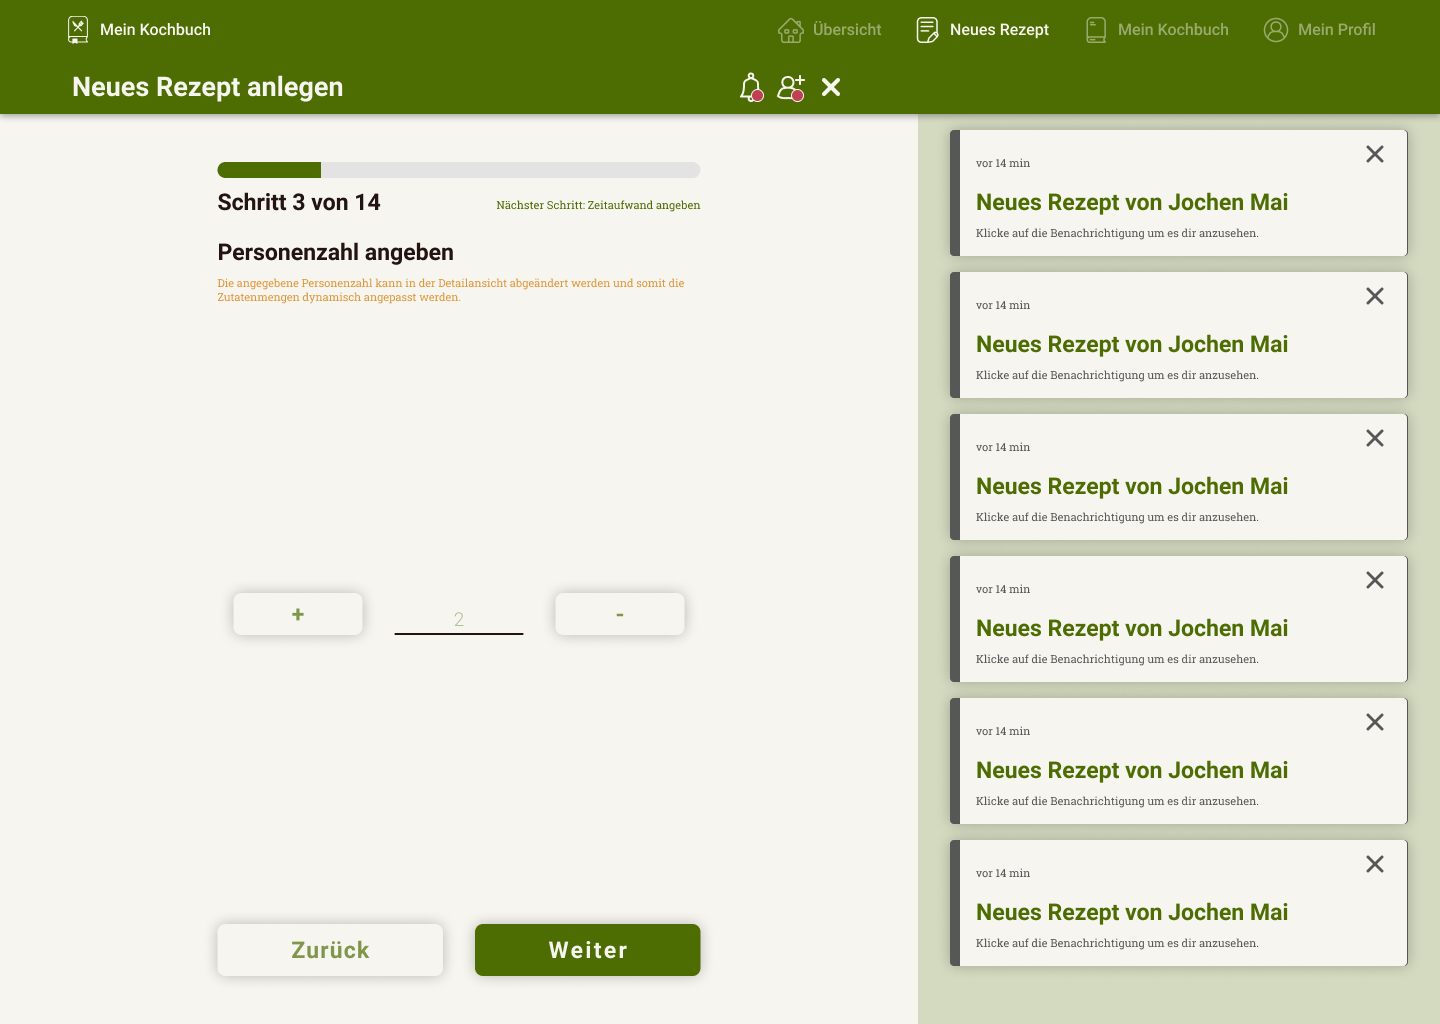 Mein Kochbuch
Übersicht
Neues Rezept
Mein Kochbuch
Mein Profil
Neues Rezept anlegen
Schritt 3 von 14
Nächster Schritt: Zeitaufwand angeben
Personenzahl angeben
Die angegebene Personenzahl kann in der Detailansicht abgeändert werden und somit die
Zutatenmengen dynamisch angepasst werden.
+
2
-
Zurück
Weiter
vor 14 min
Neues Rezept von Jochen Mai
Klicke auf die Benachrichtigung um es dir anzusehen.
vor 14 min
Neues Rezept von Jochen Mai
Klicke auf die Benachrichtigung um es dir anzusehen.
vor 14 min
Neues Rezept von Jochen Mai
Klicke auf die Benachrichtigung um es dir anzusehen.
vor 14 min
Neues Rezept von Jochen Mai
Klicke auf die Benachrichtigung um es dir anzusehen.
vor 14 min
Neues Rezept von Jochen Mai
Klicke auf die Benachrichtigung um es dir anzusehen.
vor 14 min
Neues Rezept von Jochen Mai
Klicke auf die Benachrichtigung um es dir anzusehen.